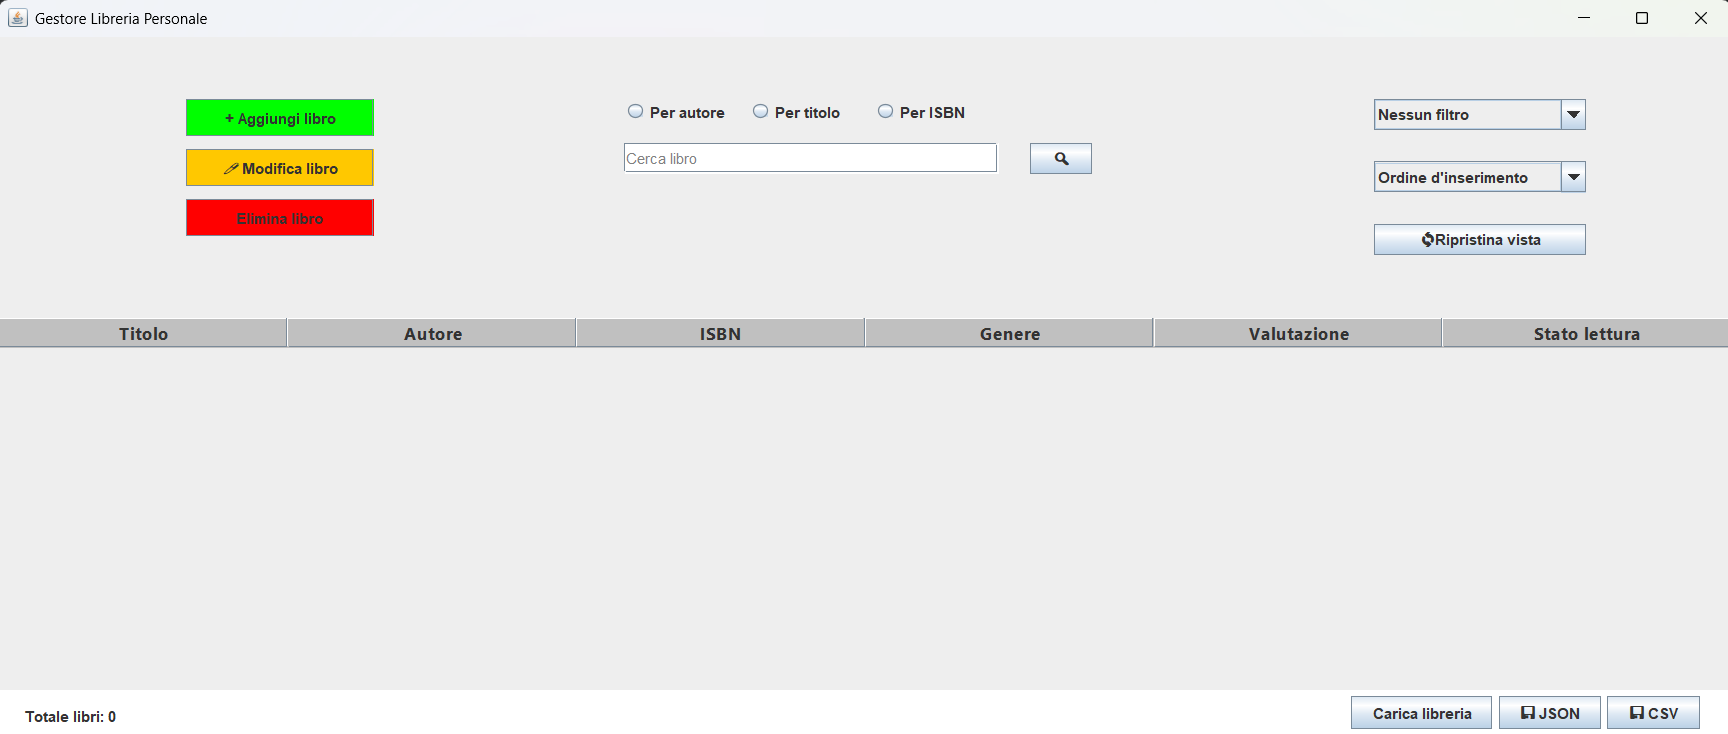 Gestore Libreria Personale
+ Aggiungi libro
Modifica libro
Elimina libro
Per autore Per titolo Per ISBN
Cerca libro
Nessun filtro
Ordine d'inserimento
Ripristina vista
Titolo Autore ISBN Genere Valutazione Stato lettura
Totale libri: 0
Carica libreria JSON CSV